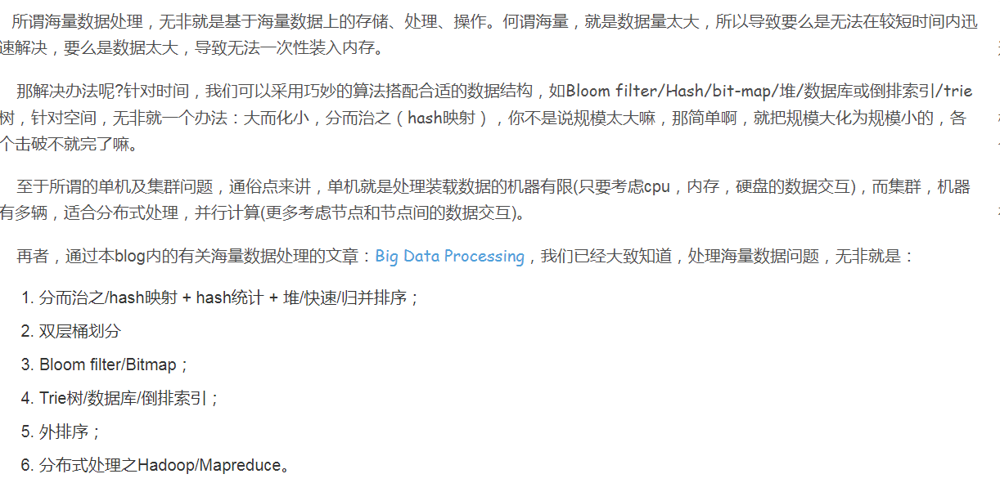 所谓海量数据处理，无非就是基于海量数据上的存储、处理、操作。何谓海量，就是数据量太大，所以导致要么是无法在较短时间内迅
速解决，要么是数据太大，导致无法一次性装入内存。
那解决办法呢?针对时间，我们可以采用巧妙的算法搭配合适的数据结构，如Bloom filter/Hash/bit-map/堆/数据库或倒排索引/trie
树，针对空间，无非就一个办法：大而化小，分而治之（hash映射），你不是说规模太大嘛，那简单啊，就把规模大化为规模小的，各
个击破不就完了嘛。
至于所谓的单机及集群问题，通俗点来讲，单机就是处理装载数据的机器有限(只要考虑cpu，内存，硬盘的数据交互)，而集群，机器
有多辆，适合分布式处理，并行计算(更多考虑节点和节点间的数据交互)。
再者，通过本blog内的有关海量数据处理的文章：Big Data Processing，我们已经大致知道，处理海量数据问题，无非就是：
1. 分而治之/hash映射 + hash统计 + 堆/快速/归并排序；
2. 双层桶划分
3. Bloom filter/Bitmap；
4. Trie树/数据库/倒排索引；
5. 外排序；
6. 分布式处理之Hadoop/Mapreduce。